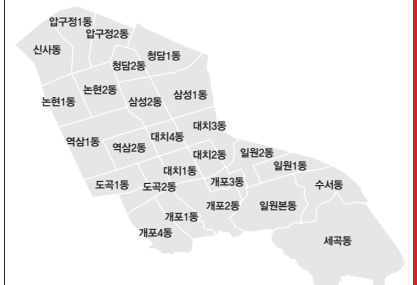 압구정1동
압구정2동
신사동
청담1동
청담2동
논현2동
삼성1동
논현1동
삼성2동
대치3동
대치4동
역삼1동
역삼2동
대치2동
일원2동
일원1동
대치1동
도곡1동
도곡2동
개포3동
수서동
개포2동
일원본동
개포1동
개포4동
세곡동